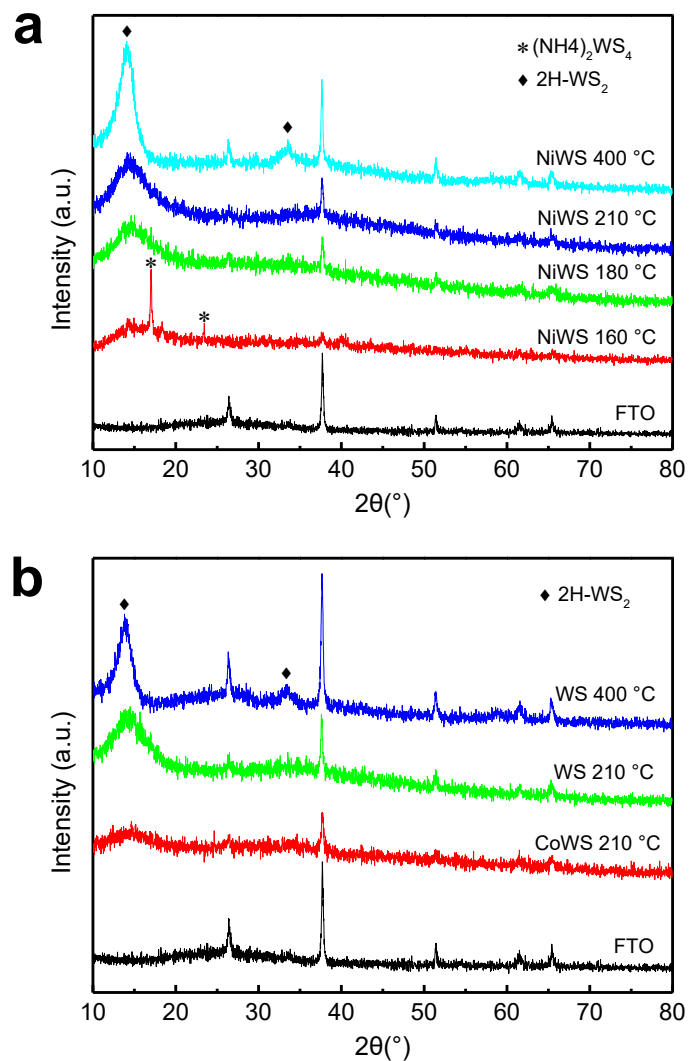 a
* (NH4)₂WS₄
♦ 2H-WS₂
NiWS 400 °C
NiWS 210 °C
NiWS 180 °C
NiWS 160 °C
FTO
Intensity (a.u.)
10 20 30 40 50 60 70 80
2θ(°)
b
♦ 2H-WS₂
WS 400 °C
WS 210 °C
CoWS 210 °C
FTO
Intensity (a.u.)
10 20 30 40 50 60 70 80
2θ(°)